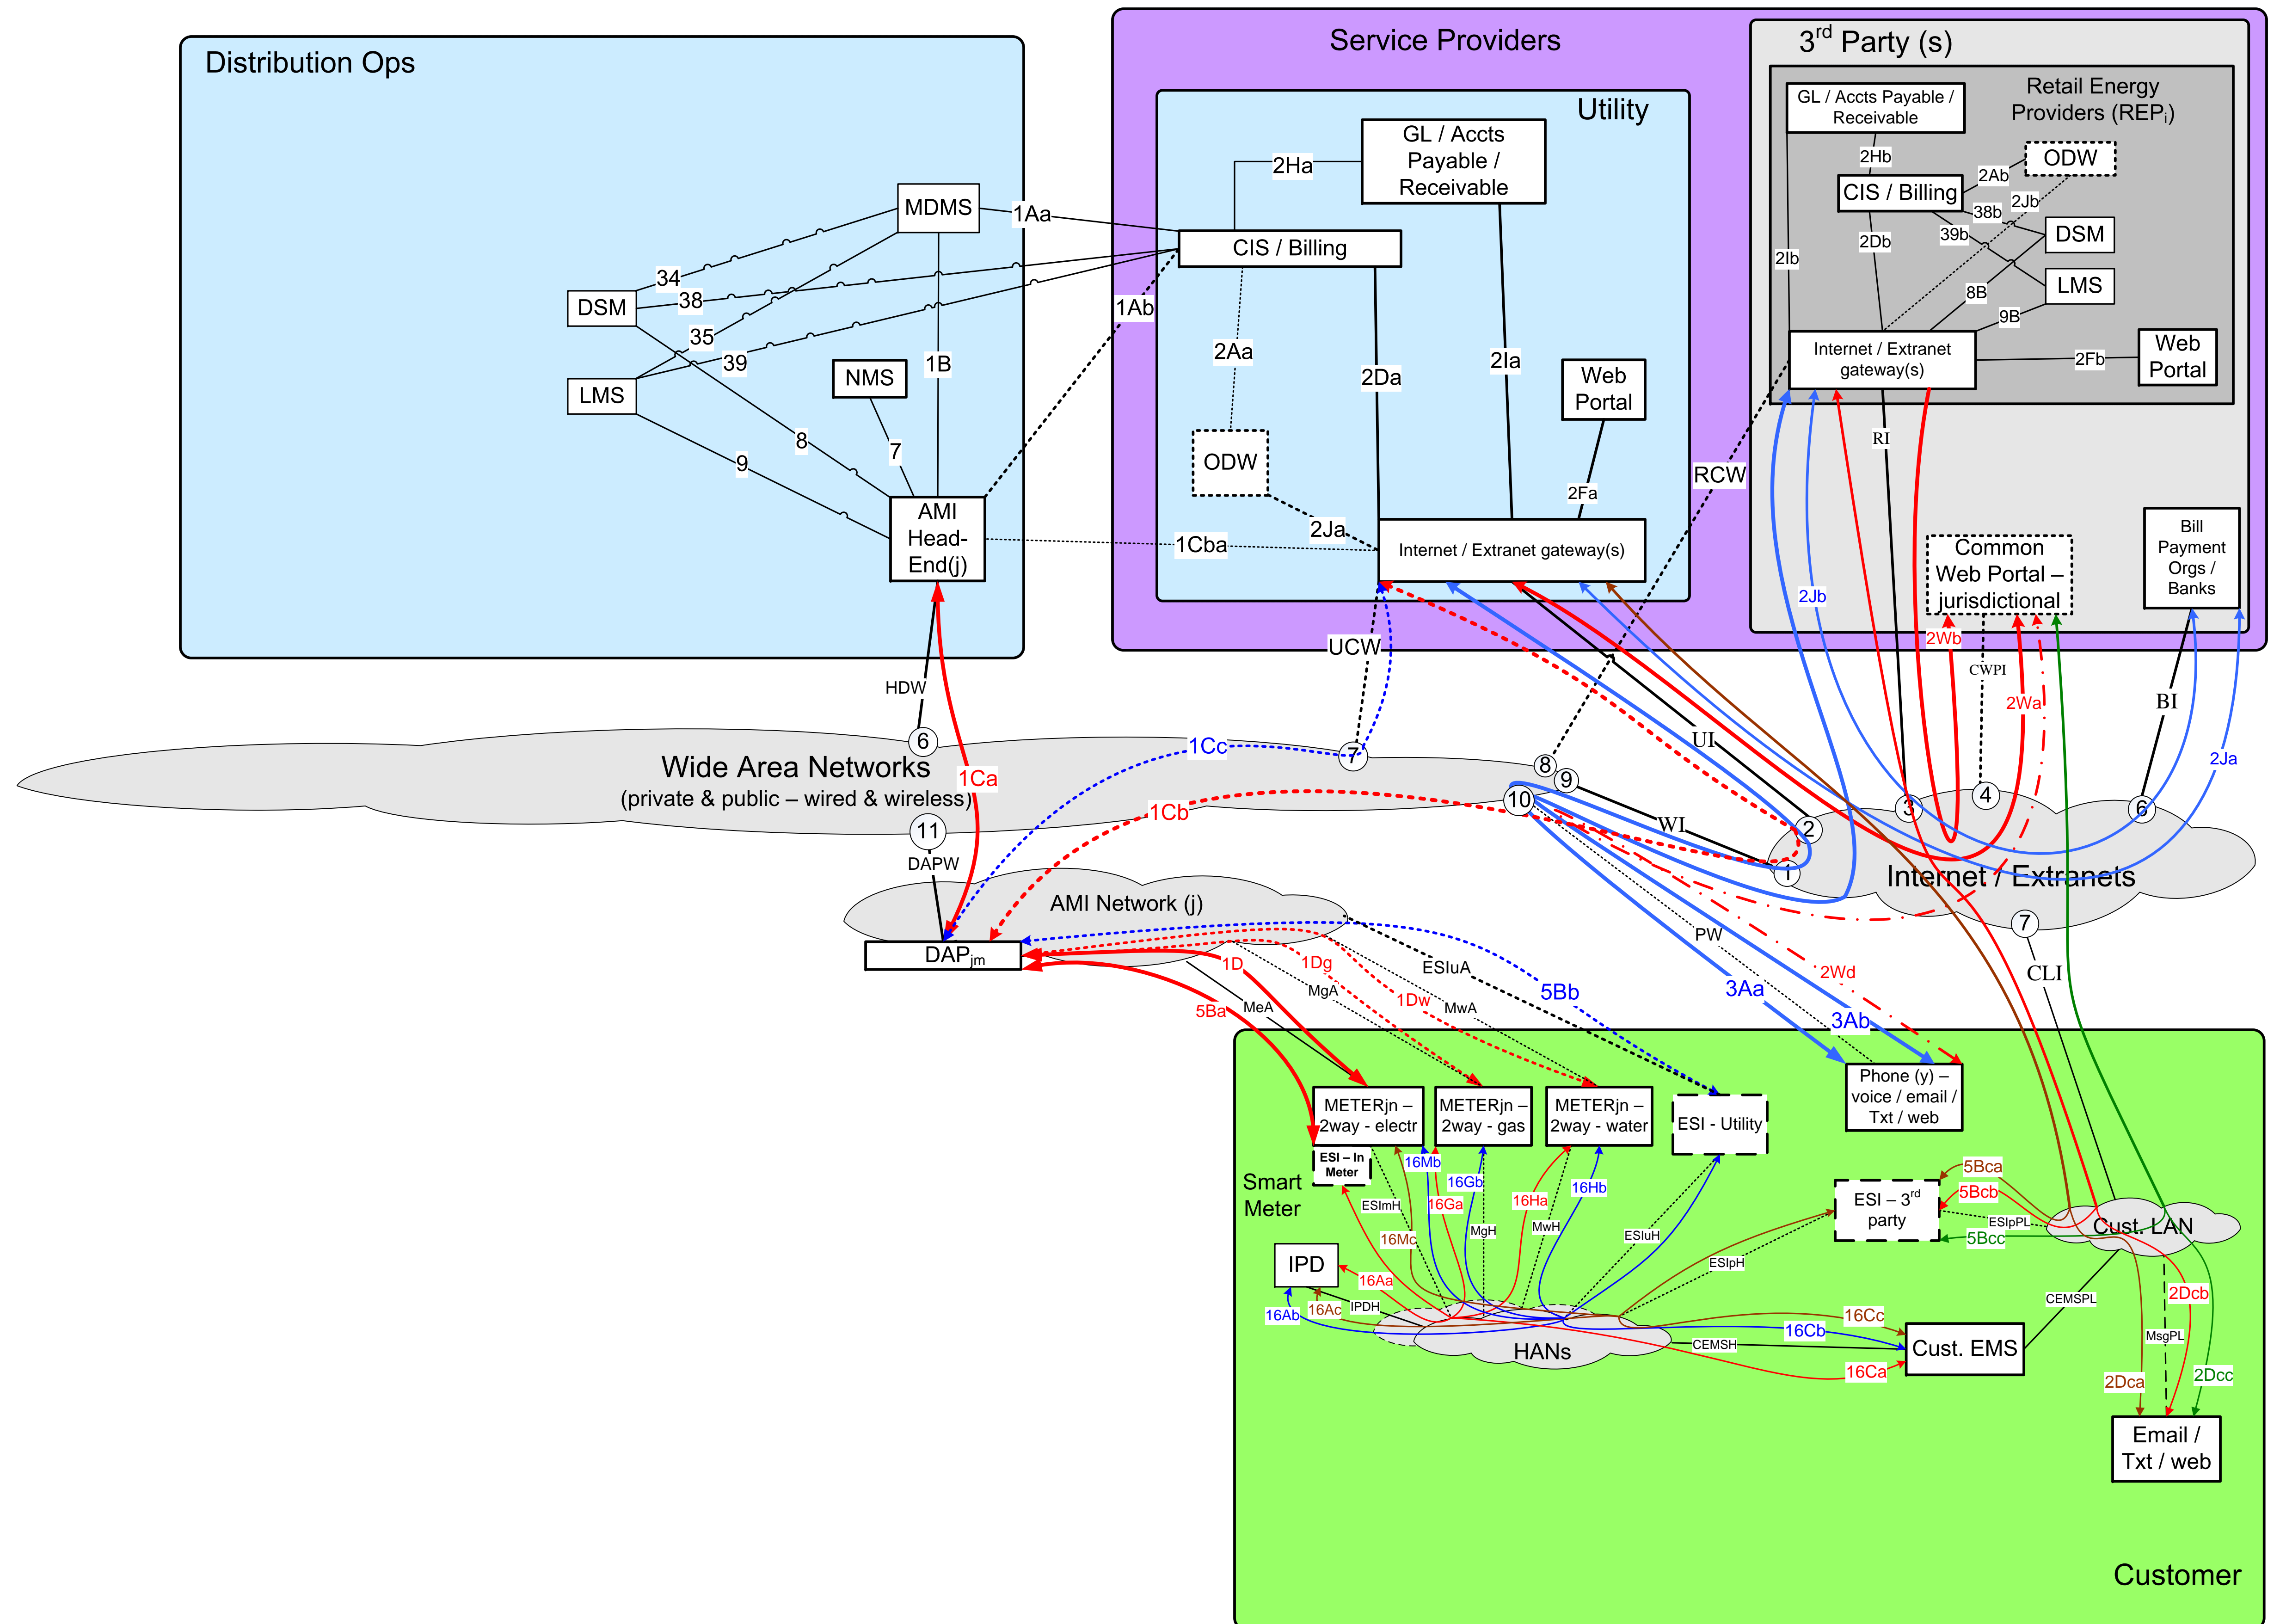 Distribution Ops
MDMS
1Aa
34
DSM
38
35
39
1B
LMS
NMS
8
7
9
AMI
Head-
End(j)
1Ab
1Cba
HDW
Service Providers
Utility
GL / Accts
Payable /
Receivable
2Ha
CIS / Billing
2Aa
2Da
2Ia
Web
Portal
ODW
2Fa
2Ja
Internet / Extranet gateway(s)
UCW
RCW
3rd Party (s)
Retail Energy
Providers (REPi)
GL / Accts Payable /
Receivable
2Hb
ODW
2Ab
CIS / Billing
2Jb
38b
39b
2Db
DSM
2Ib
LMS
8B
9B
Internet / Extranet
gateway(s)
2Fb
Web
Portal
RI
Common
Web Portal –
jurisdictional
Bill
Payment
Orgs /
Banks
2Jb
2Wb
CWPI
2Wa
BI
2Ja
UI
6
Wide Area Networks
(private & public – wired & wireless)
1Ca
1Cc
7
8
9
10
1Cb
WI
11
DAPW
1
2
3
4
6
Internet / Extranets
7
AMI Network (j)
DAPjm
1D
1Dg
MgA
ESIuA
5Ba
MeA
1Dw
MwA
5Bb
PW
3Aa
2Wd
3Ab
CLI
METERjn –
2way - electr
METERjn –
2way - gas
METERjn –
2way - water
ESI - Utility
Phone (y) –
voice / email /
Txt / web
ESI – In
Meter
Smart
Meter
16Mb
16Gb
16Ga
16Ha
16Hb
ESImH
16Mc
MgH
MwH
ESIuH
ESIpH
ESI – 3rd
party
5Bca
5Bcb
ESIpPL
5Bcc
Cust. LAN
IPD
16Aa
16Ab
16Ac
IPDH
HANs
CEMSH
16Cc
16Cb
16Ca
Cust. EMS
CEMSPL
2Dcb
MsgPL
2Dca
2Dcc
Email /
Txt / web
Customer